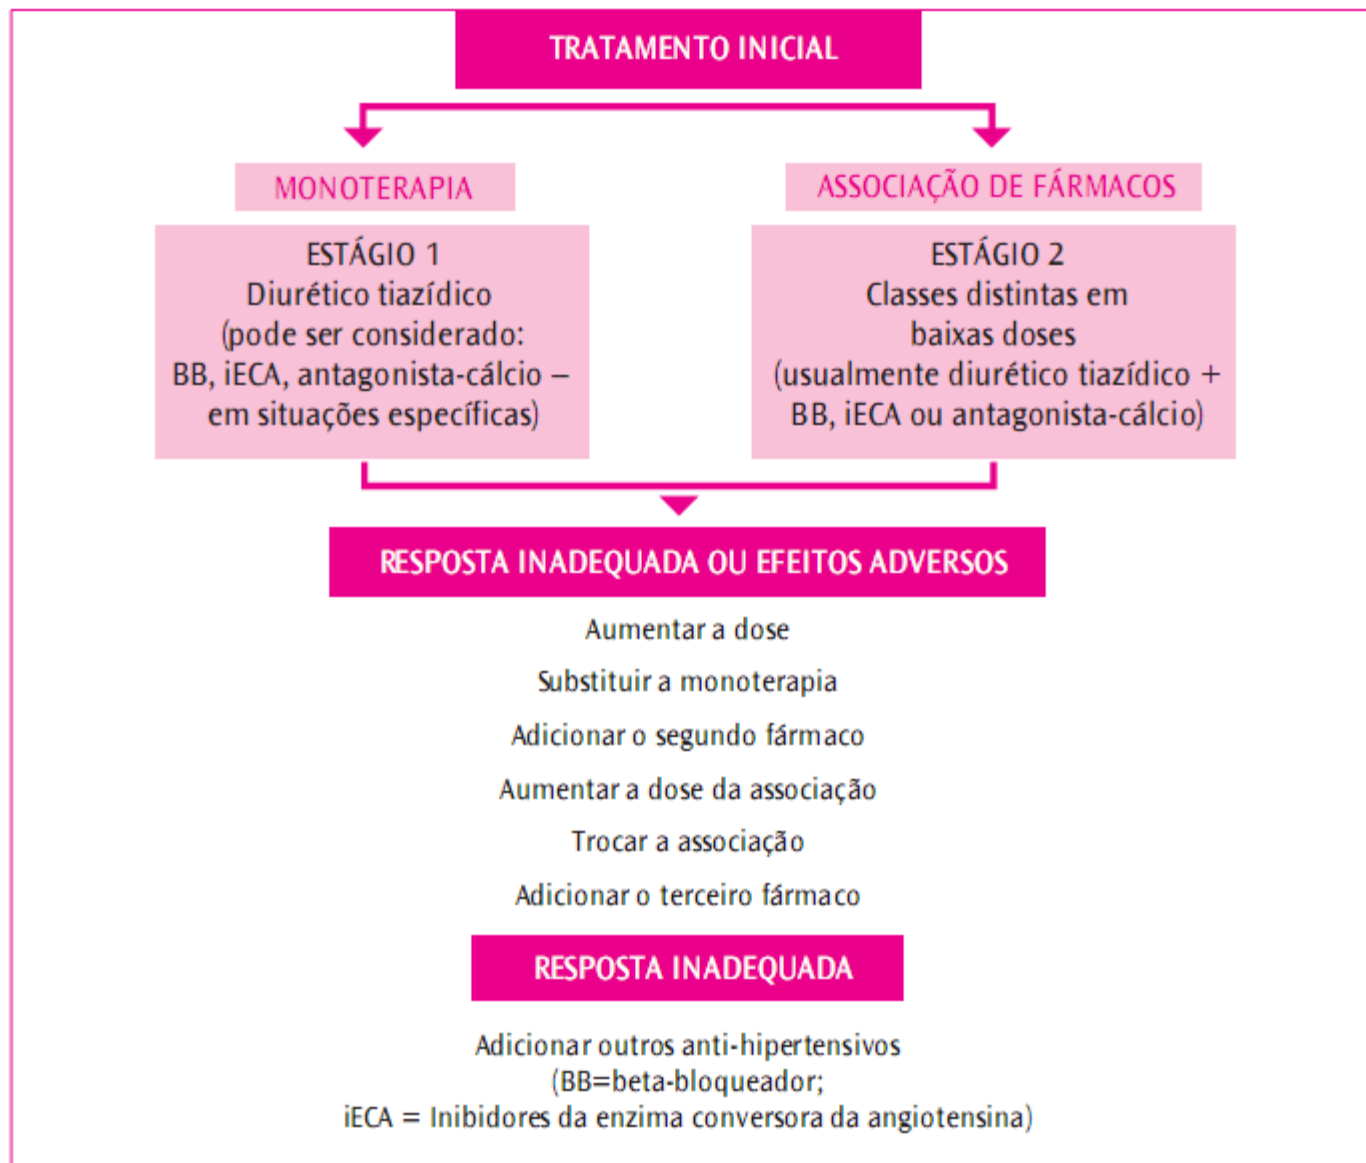 TRATAMENTO INICIAL
MONOTERAPIA
ESTÁGIO 1
Diurético tiazídico
(pode ser considerado:
BB, iECA, antagonista-cálcio –
em situações específicas)
ASSOCIAÇÃO DE FÁRMACOS
ESTÁGIO 2
Classes distintas em
baixas doses
(usualmente diurético tiazídico +
BB, iECA ou antagonista-cálcio)
RESPOSTA INADEQUADA OU EFEITOS ADVERSOS
Aumentar a dose
Substituir a monoterapia
Adicionar o segundo fármaco
Aumentar a dose da associação
Trocar a associação
Adicionar o terceiro fármaco
RESPOSTA INADEQUADA
Adicionar outros anti-hipertensivos
(BB=beta-bloqueador;
iECA = Inibidores da enzima conversora da angiotensina)